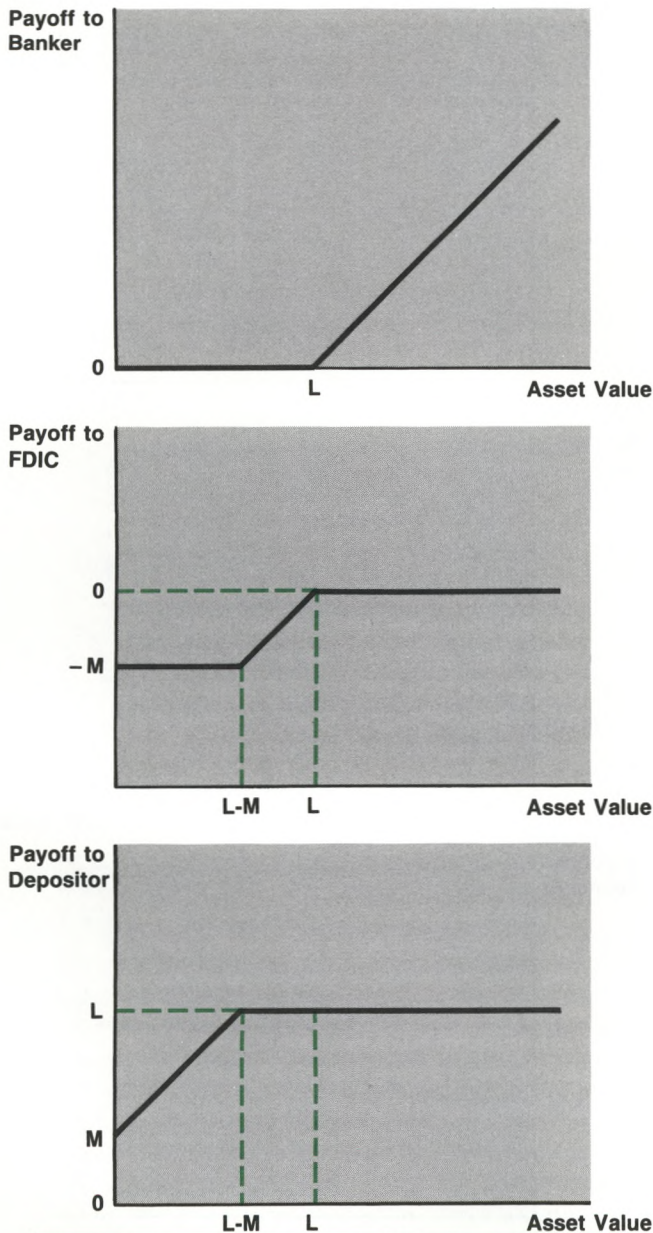 Payoff to
Banker
0
L
Asset Value
Payoff to
FDIC
0
– M
L-M
L
Asset Value
Payoff to
Depositor
L
M
0
L-M
L
Asset Value